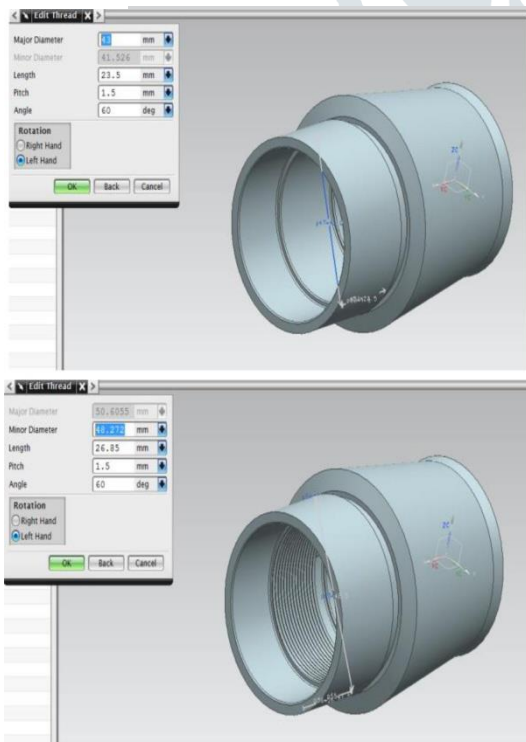 Edit Thread
Major Diameter 43 mm
Minor Diameter 41.526 mm
Length 23.5 mm
Pitch 1.5 mm
Angle 60 deg
Rotation
Right Hand
Left Hand
OK Back Cancel
Edit Thread
Major Diameter 50.6055 mm
Minor Diameter 48.272 mm
Length 26.85 mm
Pitch 1.5 mm
Angle 60 deg
Rotation
Right Hand
Left Hand
OK Back Cancel